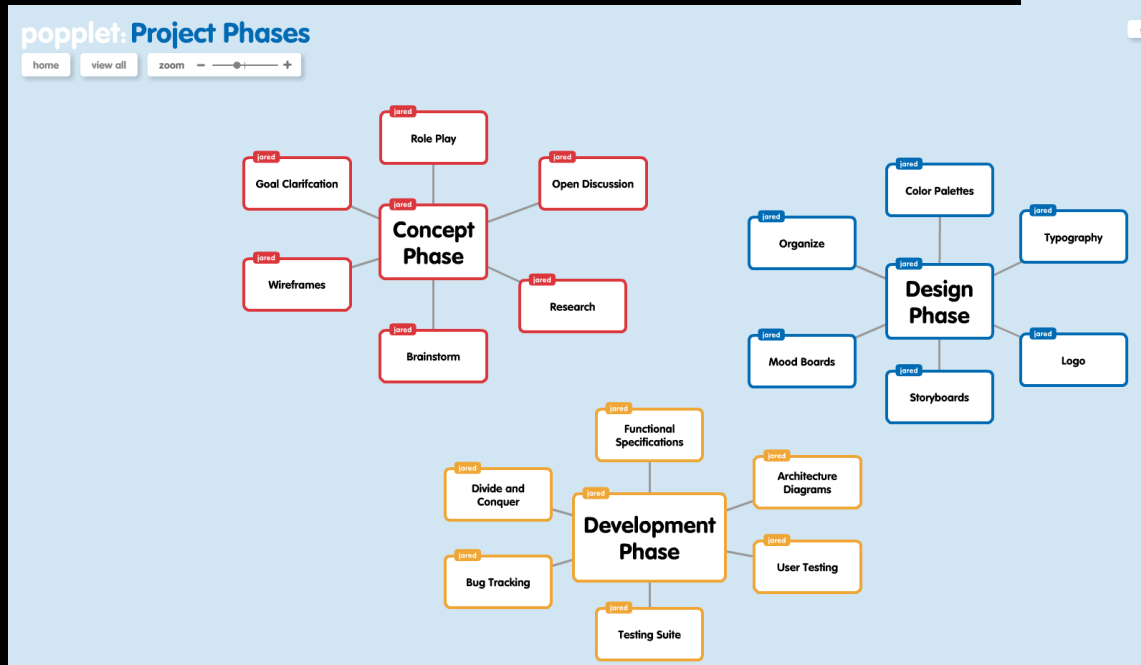 popplet: Project Phases
home
view all
zoom - +
jared
Role Play
jared
Goal Clarifcation
jared
Open Discussion
jared
Concept
Phase
jared
Wireframes
jared
Research
jared
Brainstorm
jared
Color Palettes
jared
Organize
jared
Typography
jared
Design
Phase
jared
Mood Boards
jared
Logo
jared
Storyboards
jared
Functional
Specifications
jared
Divide and
Conquer
jared
Architecture
Diagrams
jared
Development
Phase
jared
Bug Tracking
jared
User Testing
jared
Testing Suite